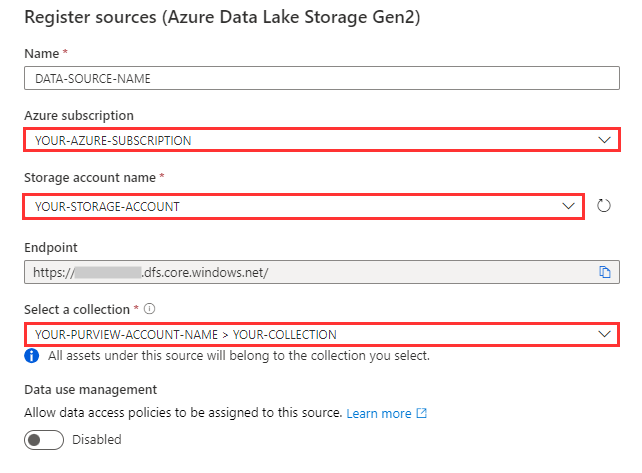 Register sources (Azure Data Lake Storage Gen2)
Name *
DATA-SOURCE-NAME
Azure subscription
YOUR-AZURE-SUBSCRIPTION
Storage account name *
YOUR-STORAGE-ACCOUNT
Endpoint
https:// .dfs.core.windows.net/
Select a collection *
YOUR-PURVIEW-ACCOUNT-NAME > YOUR-COLLECTION
All assets under this source will belong to the collection you select.
Data use management
Allow data access policies to be assigned to this source. Learn more
Disabled